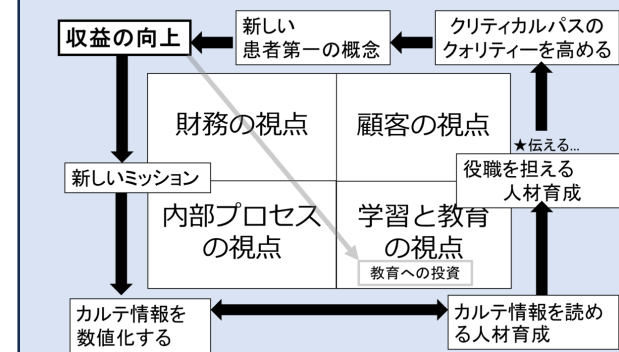 収益の向上
新しい
患者第一の概念
クリティカルパスの
クォリティーを高める
財務の視点
顧客の視点
★伝える...
役職を担える
人材育成
新しいミッション
内部プロセス
の視点
学習と教育
の視点
教育への投資
カルテ情報を
数値化する
カルテ情報を読め
る人材育成